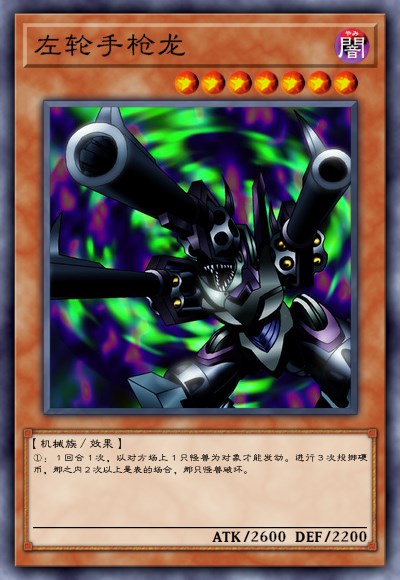 左轮手枪龙
やみ
闇
【机械族／效果】
①：1回合1次，以对方场上1只怪兽为对象才能发动。进行3次投掷硬
币，那之内2次以上是表的场合，那只怪兽破坏。
ATK/2600 DEF/2200